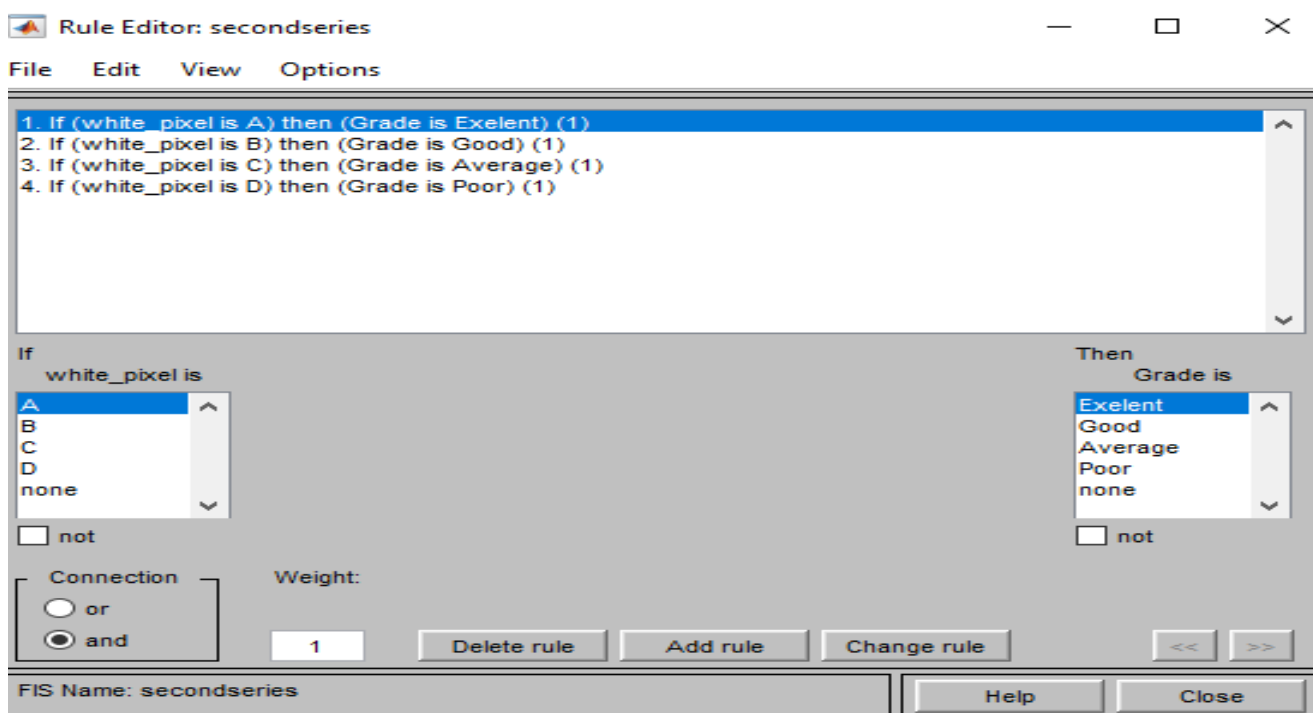 Rule Editor: secondseries
File Edit View Options
1. If (white_pixel is A) then (Grade is Exelent) (1)
2. If (white_pixel is B) then (Grade is Good) (1)
3. If (white_pixel is C) then (Grade is Average) (1)
4. If (white_pixel is D) then (Grade is Poor) (1)
If
white_pixel is
A
B
C
D
none
not
Then
Grade is
Exelent
Good
Average
Poor
none
not
Connection
or
and
Weight:
1
Delete rule
Add rule
Change rule
<<
>>
FIS Name: secondseries
Help
Close